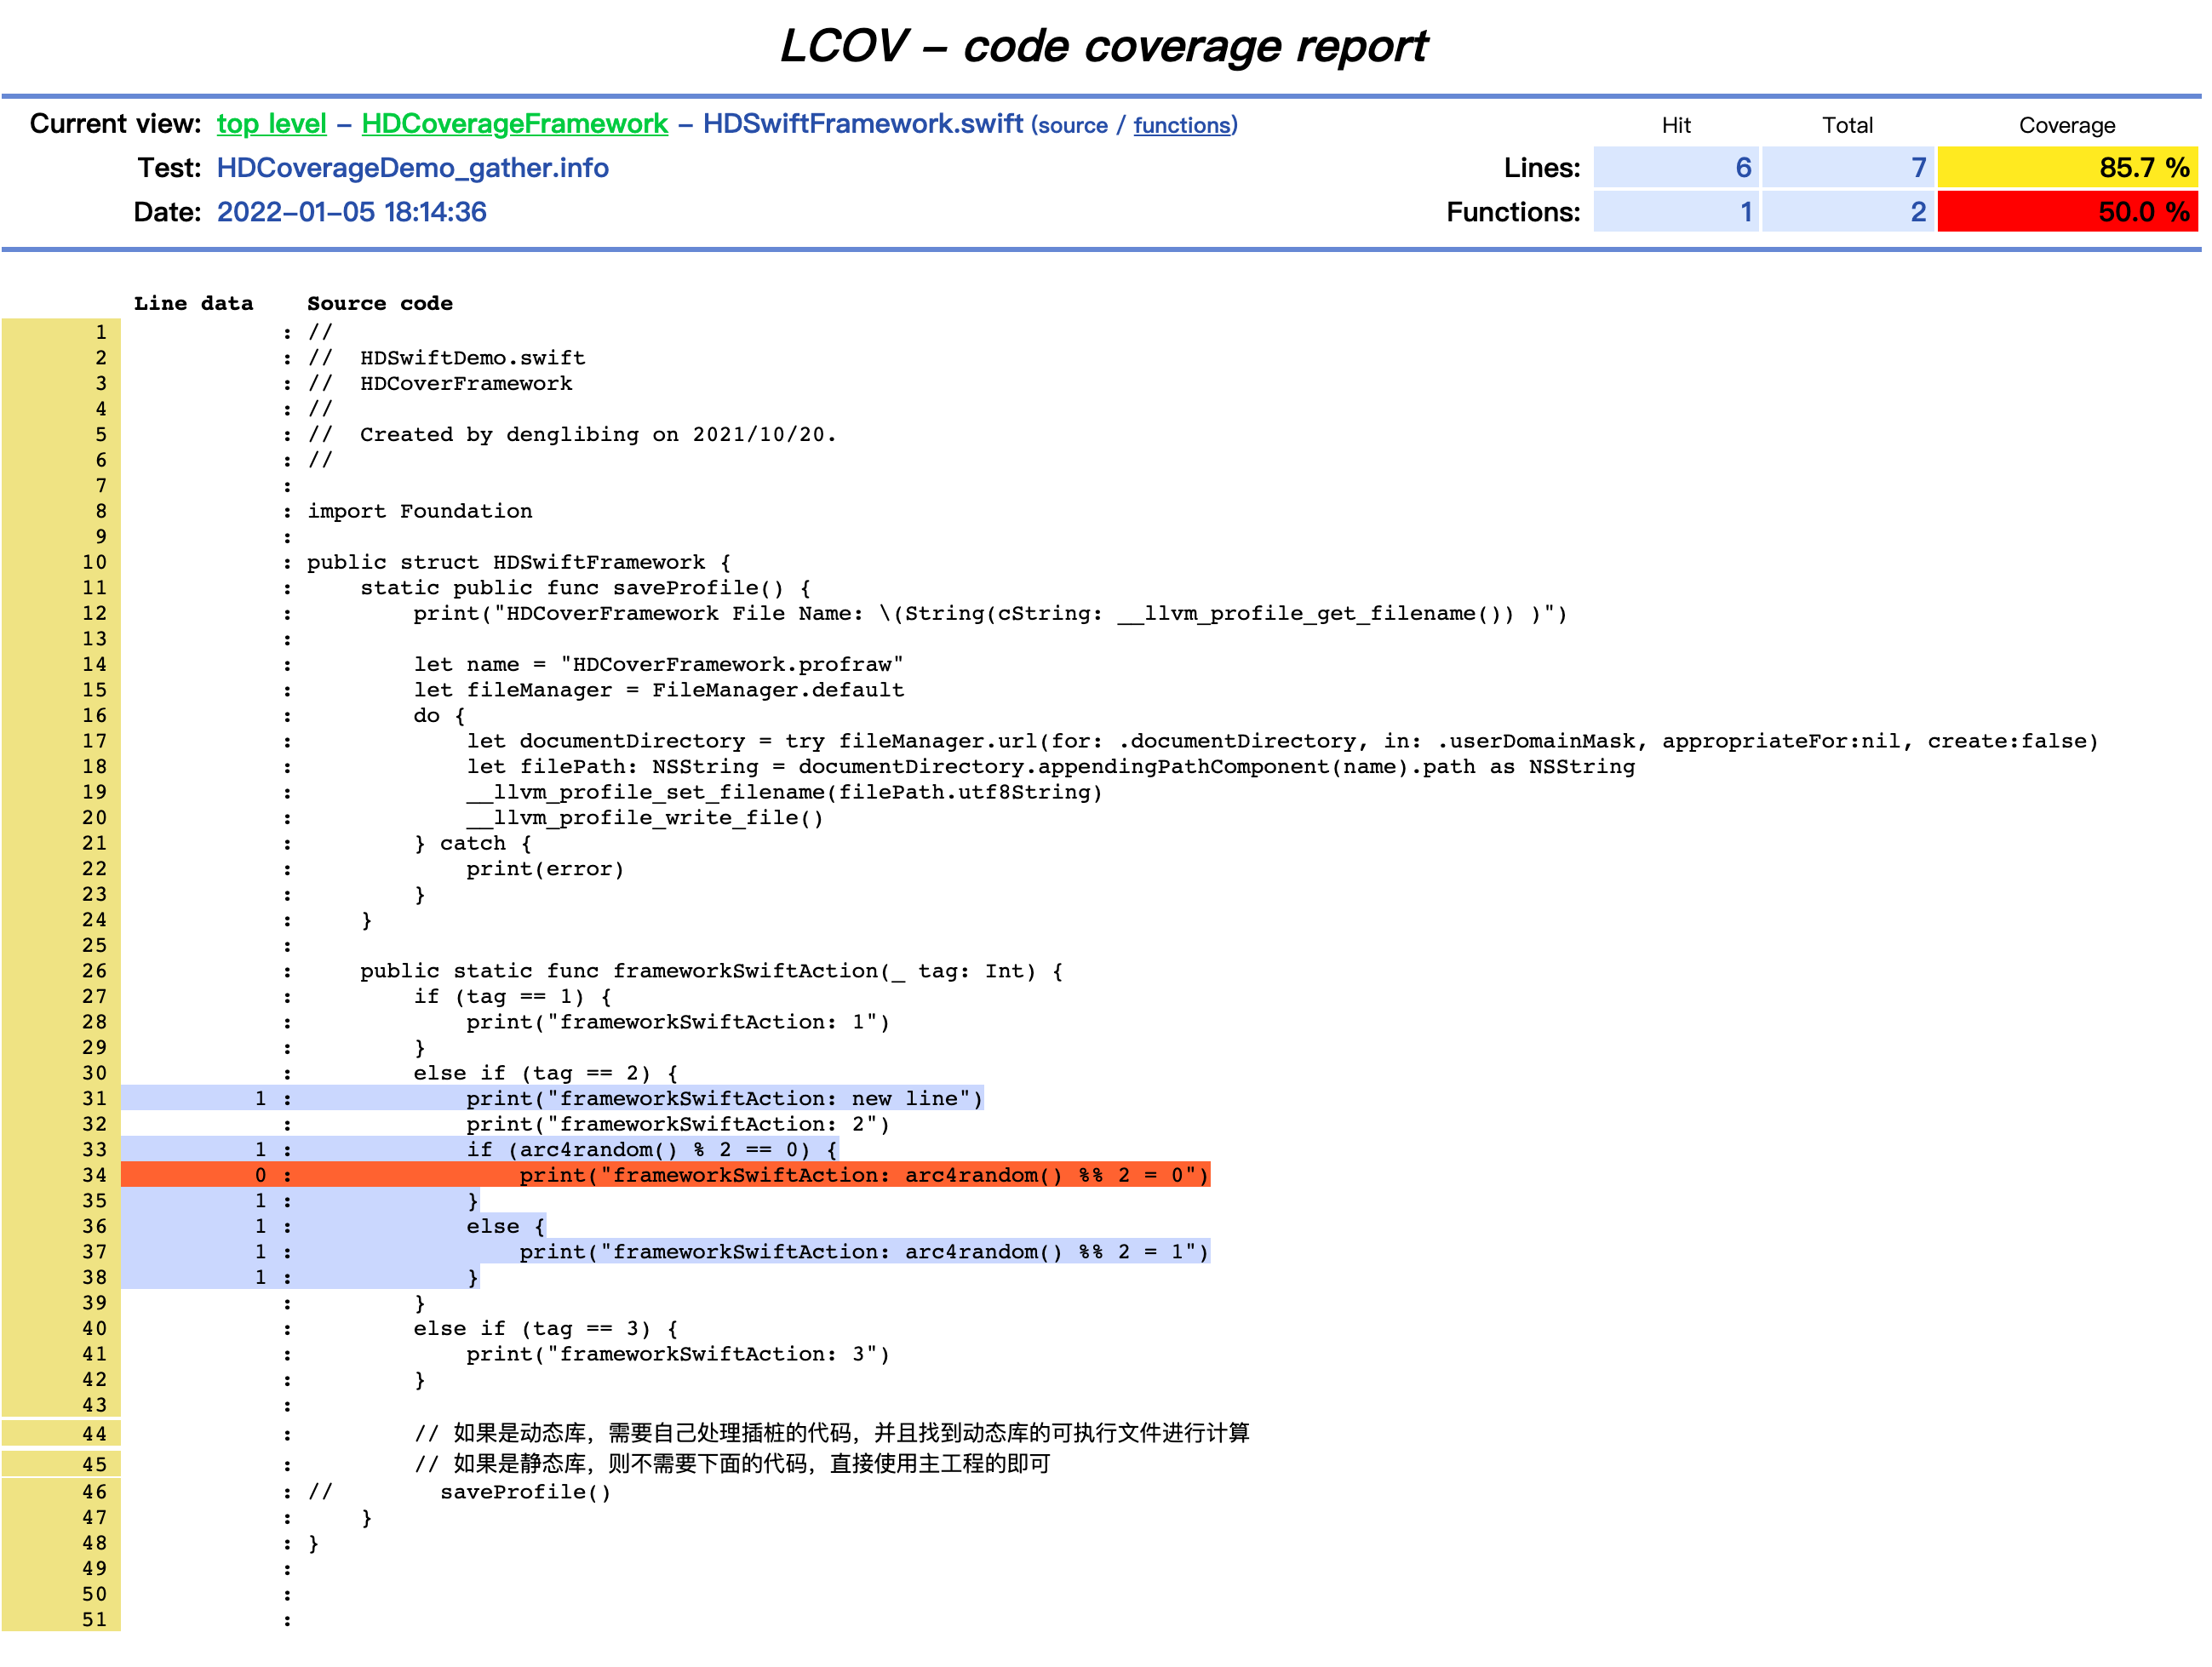 LCOV - code coverage report
Current view: top level - HDCoverageFramework - HDSwiftFramework.swift (source / functions) Hit Total Coverage
Test: HDCoverageDemo_gather.info Lines: 6 7 85.7 %
Date: 2022-01-05 18:14:36 Functions: 1 2 50.0 %
Line data Source code
1 : //
2 : //  HDSwiftDemo.swift
3 : //  HDCoverFramework
4 : //
5 : //  Created by denglibing on 2021/10/20.
6 : //
7 :
8 : import Foundation
9 :
10 : public struct HDSwiftFramework {
11 :     static public func saveProfile() {
12 :         print("HDCoverFramework File Name: \(String(cString: __llvm_profile_get_filename()) )")
13 :
14 :         let name = "HDCoverFramework.profraw"
15 :         let fileManager = FileManager.default
16 :         do {
17 :             let documentDirectory = try fileManager.url(for: .documentDirectory, in: .userDomainMask, appropriateFor:nil, create:false)
18 :             let filePath: NSString = documentDirectory.appendingPathComponent(name).path as NSString
19 :             __llvm_profile_set_filename(filePath.utf8String)
20 :             __llvm_profile_write_file()
21 :         } catch {
22 :             print(error)
23 :         }
24 :     }
25 :
26 :     public static func frameworkSwiftAction(_ tag: Int) {
27 :         if (tag == 1) {
28 :             print("frameworkSwiftAction: 1")
29 :         }
30 :         else if (tag == 2) {
31 1 :             print("frameworkSwiftAction: new line")
32 :             print("frameworkSwiftAction: 2")
33 1 :             if (arc4random() % 2 == 0) {
34 0 :                 print("frameworkSwiftAction: arc4random() %% 2 = 0")
35 1 :             }
36 1 :             else {
37 1 :                 print("frameworkSwiftAction: arc4random() %% 2 = 1")
38 1 :             }
39 :         }
40 :         else if (tag == 3) {
41 :             print("frameworkSwiftAction: 3")
42 :         }
43 :
44 :         // 如果是动态库，需要自己处理插桩的代码，并且找到动态库的可执行文件进行计算
45 :         // 如果是静态库，则不需要下面的代码，直接使用主工程的即可
46 : //        saveProfile()
47 :     }
48 : }
49 :
50 :
51 :